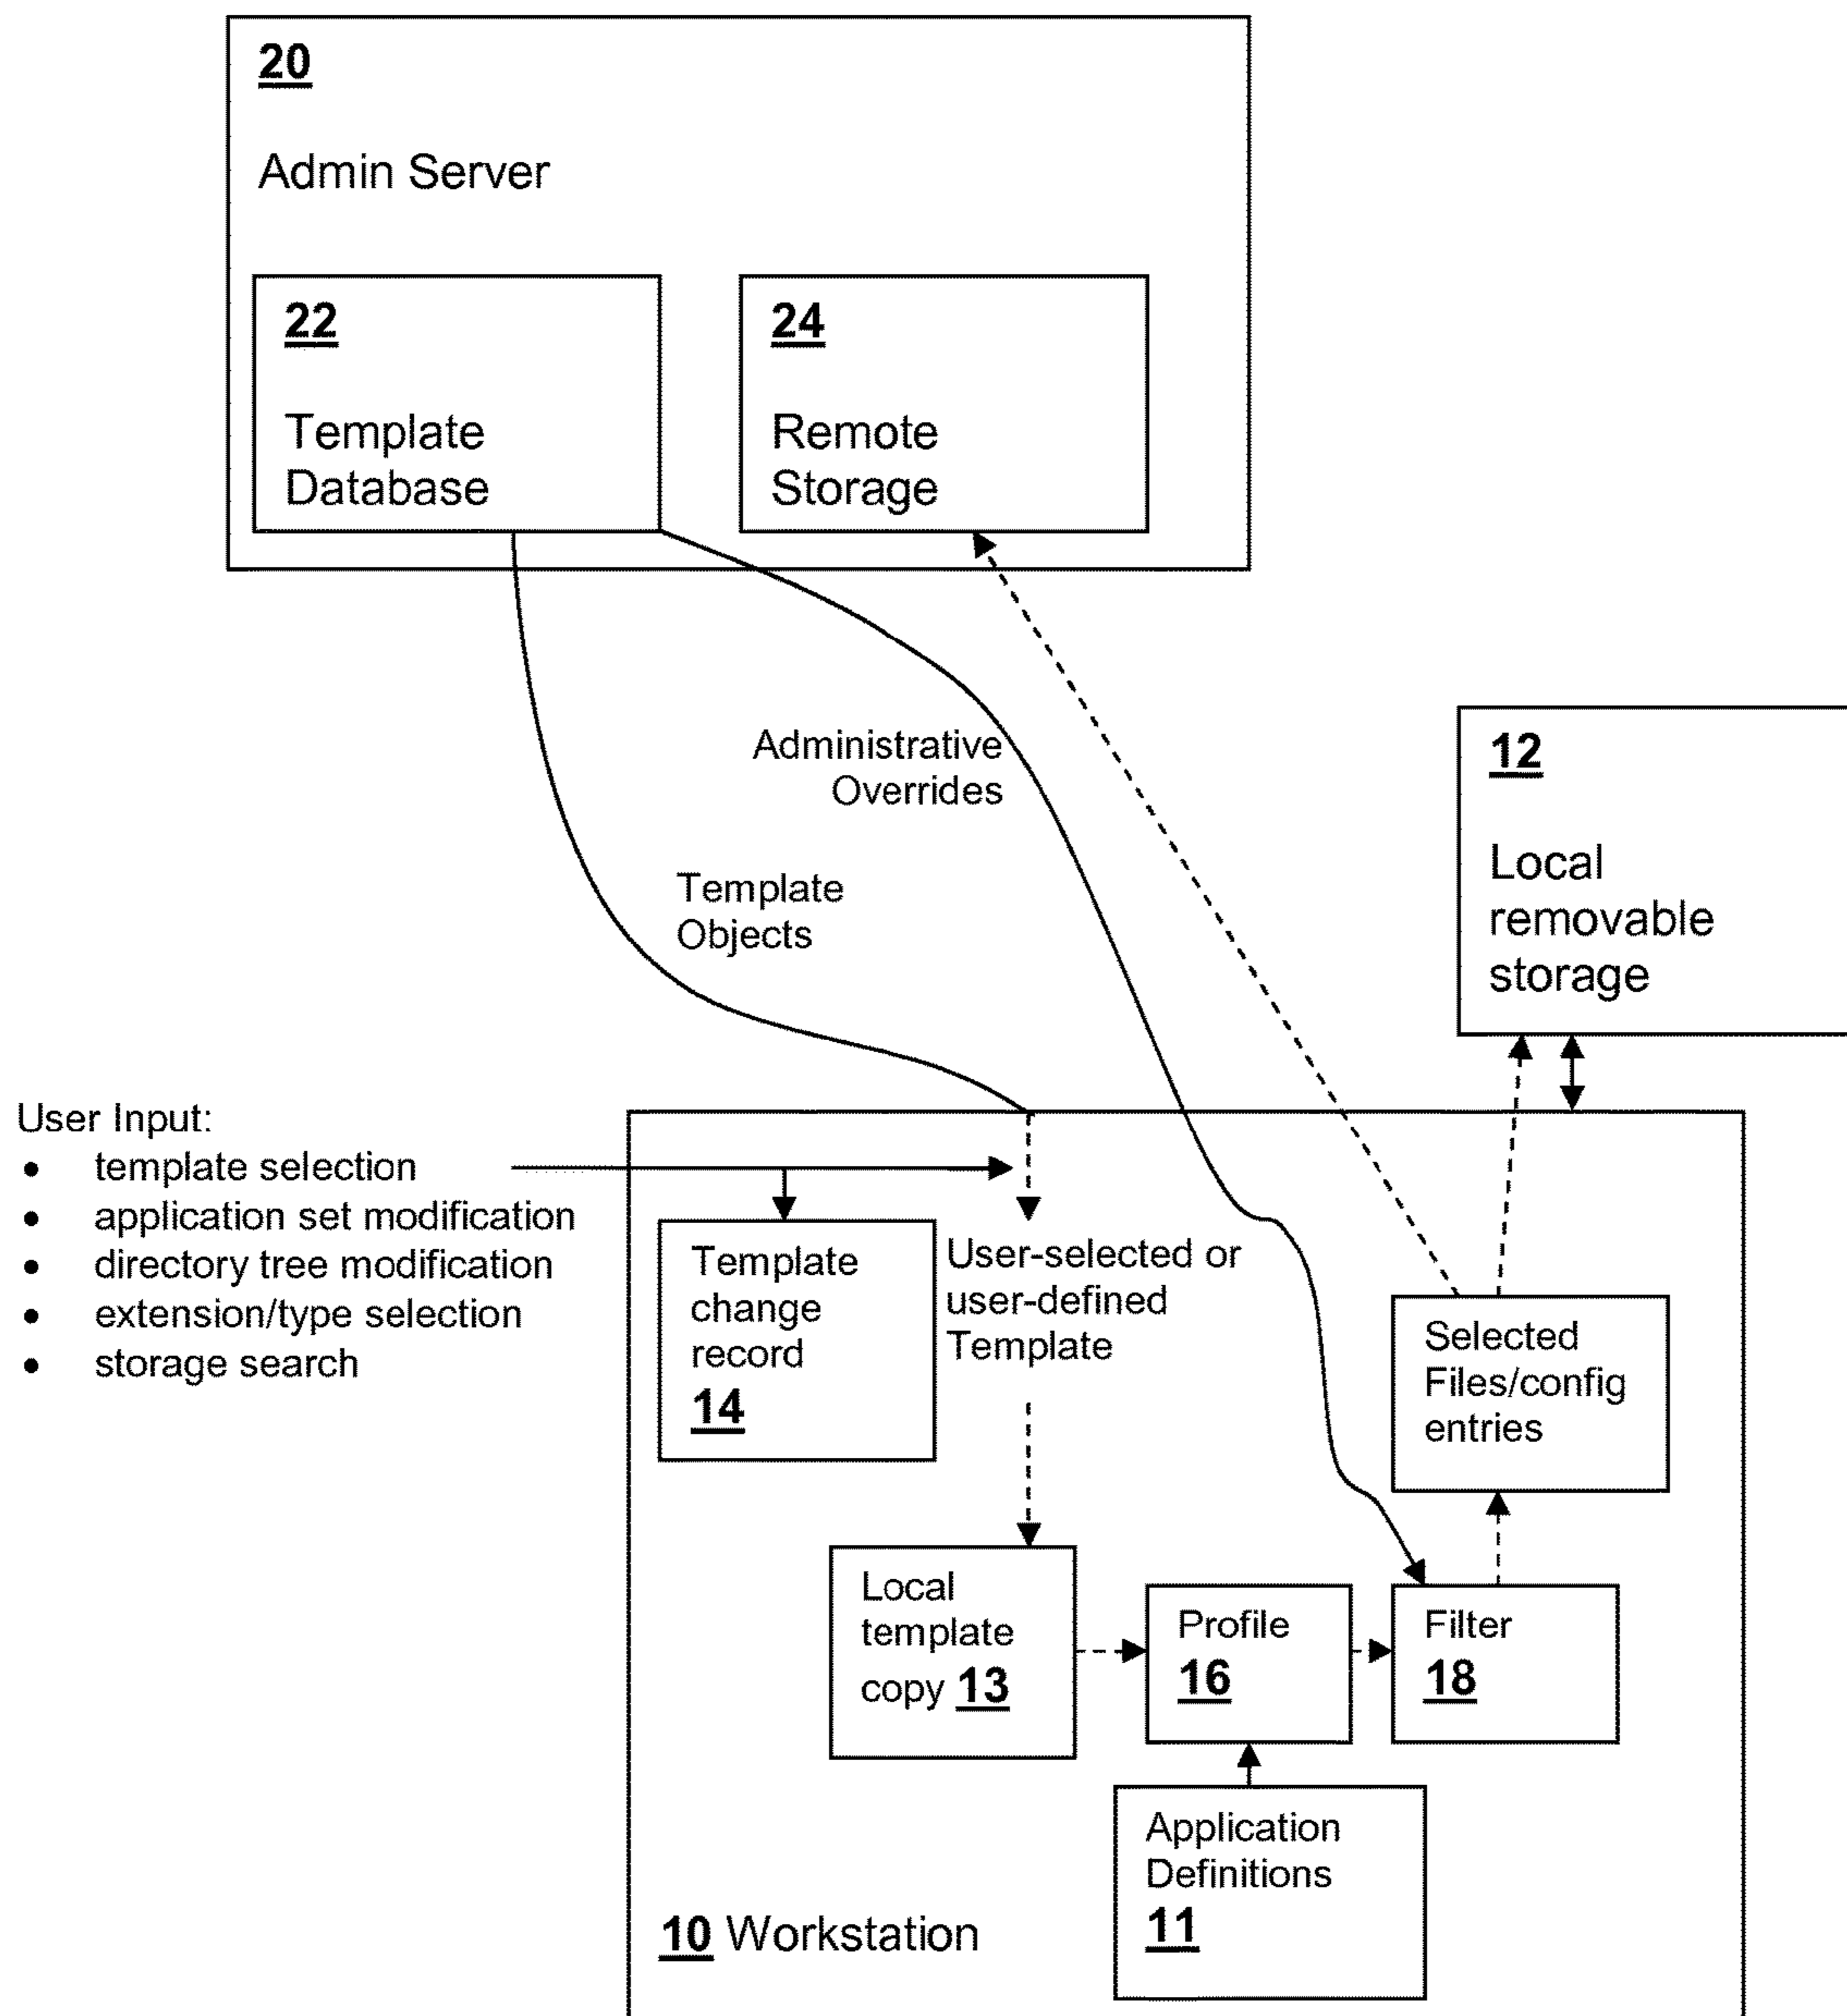 20
Admin Server
22
Template
Database
24
Remote
Storage
Administrative
Overrides
12
Local
removable
storage
Template
Objects
User Input:
• template selection
• application set modification
• directory tree modification
• extension/type selection
• storage search
Template
change
record
14
User-selected or
user-defined
Template
Selected
Files/config
entries
Local
template
copy 13
Profile
16
Filter
18
Application
Definitions
11
10 Workstation